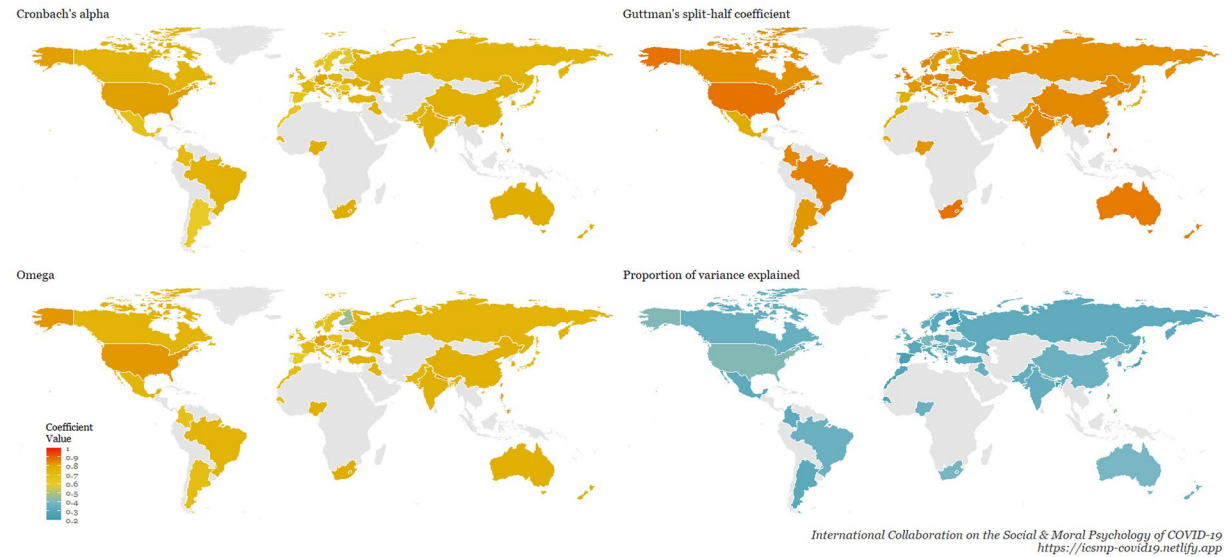 Cronbach's alpha
Guttman's split-half coefficient
Omega
Proportion of variance explained
Coefficient
Value
1
0.9
0.8
0.7
0.6
0.5
0.4
0.3
0.2
International Collaboration on the Social & Moral Psychology of COVID-19
https://icsmp-covid19.netlify.app